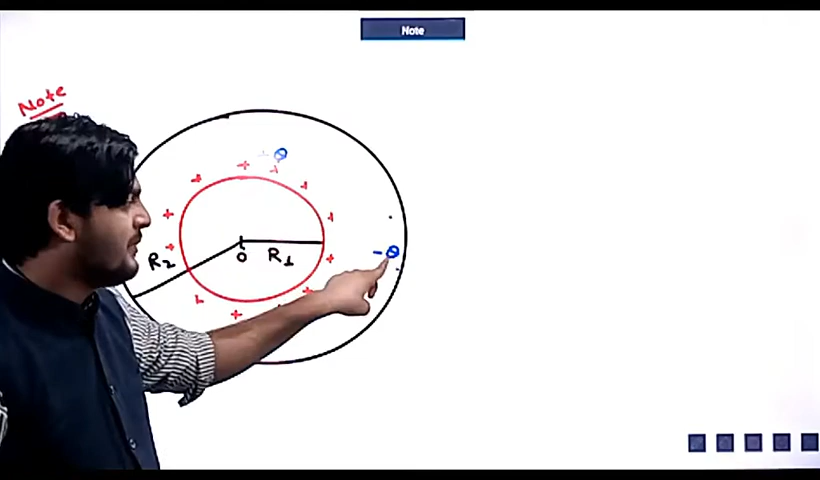 Note
Note
+ θ
+ + + + + + + + + + +
- θ
R2
O
R1